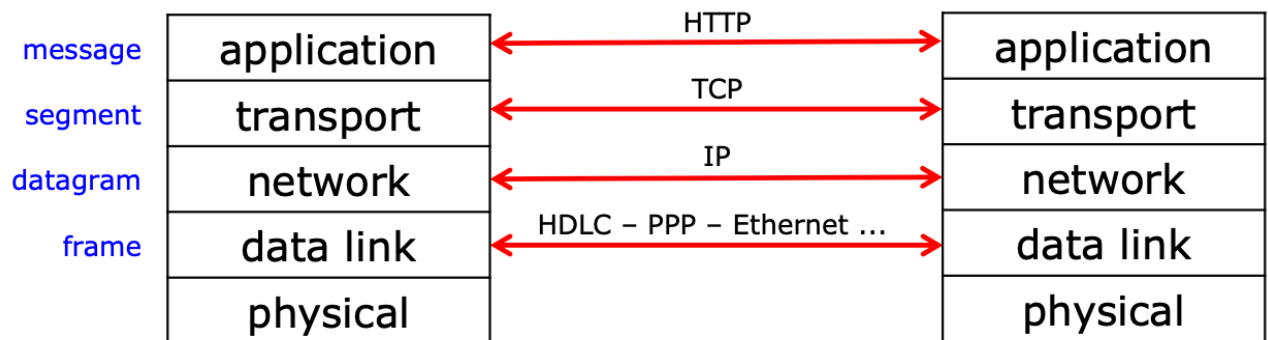 HTTP
message application application
TCP
segment transport transport
IP
datagram network network
HDLC – PPP – Ethernet ...
frame data link data link
physical physical